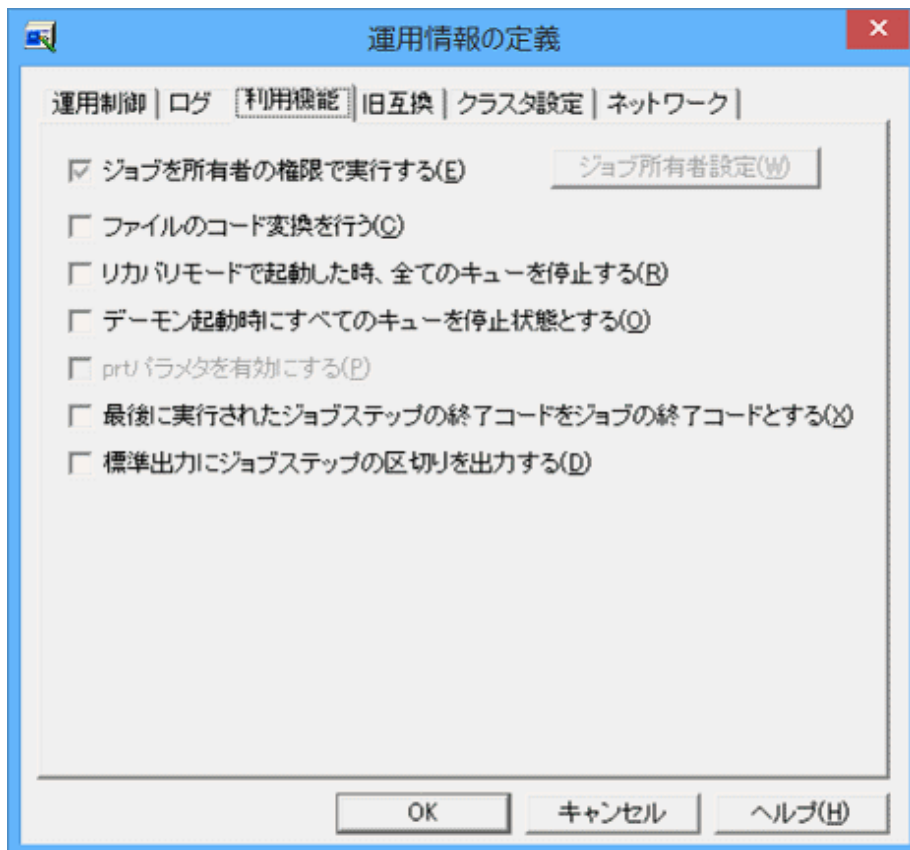 運用情報の定義
運用制御 ログ 利用機能 旧互換 クラスタ設定 ネットワーク
ジョブを所有者の権限で実行する(E) ジョブ所有者設定(W)
ファイルのコード変換を行う(C)
リカバリモードで起動した時、全てのキューを停止する(R)
デーモン起動時にすべてのキューを停止状態とする(O)
prtパラメタを有効にする(P)
最後に実行されたジョブステップの終了コードをジョブの終了コードとする(X)
標準出力にジョブステップの区切りを出力する(D)
OK キャンセル ヘルプ(H)